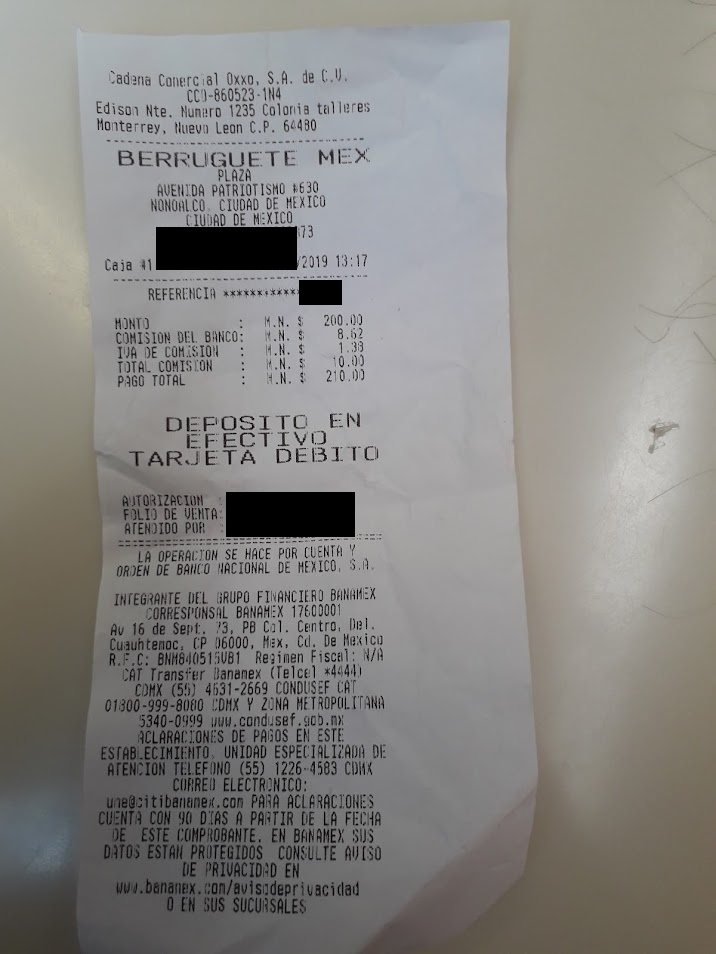 Cadena Comercial Oxxo, S.A. de C.V.
CCO-860523-1N4
Edison Nte. Numero 1235 Colonia talleres
Monterrey, Nuevo Leon C.P. 64480
BERRUGUETE MEX
PLAZA
AVENIDA PATRIOTISMO #630
NONOALCO, CIUDAD DE MEXICO
CIUDAD DE MEXICO
73
Caja #1 /2019 13:17
REFERENCIA ************
MONTO : M.N. $ 200.00
COMISION DEL BANCO: M.N. $ 8.62
IVA DE COMISION : M.N. $ 1.38
TOTAL COMISION : M.N. $ 10.00
PAGO TOTAL : M.N. $ 210.00
DEPOSITO EN
EFECTIVO
TARJETA DEBITO
AUTORIZACION :
FOLIO DE VENTA:
ATENDIDO POR :
LA OPERACION SE HACE POR CUENTA Y
ORDEN DE BANCO NACIONAL DE MEXICO, S.A.
INTEGRANTE DEL GRUPO FINANCIERO BANAMEX
CORRESPONSAL BANAMEX 17600001
Av 16 de Sept. 73, PB Col. Centro, Del.
Cuauhtemoc, CP 06000, Mex, Cd. De Mexico
R.F.C: BNM840515VB1 Regimen Fiscal: N/A
CAT Transfer Banamex (Telcel *4444)
CDMX (55) 4631-2669 CONDUSEF CAT
01800-999-8080 CDMX Y ZONA METROPOLITANA
5340-0999 www.condusef.gob.mx
ACLARACIONES DE PAGOS EN ESTE
ESTABLECIMIENTO, UNIDAD ESPECIALIZADA DE
ATENCION TELEFONO (55) 1226-4583 CDMX
CORREO ELECTRONICO:
une@citibanamex.com PARA ACLARACIONES
CUENTA CON 90 DIAS A PARTIR DE LA FECHA
DE ESTE COMPROBANTE. EN BANAMEX SUS
DATOS ESTAN PROTEGIDOS CONSULTE AVISO
DE PRIVACIDAD EN
www.banamex.com/avisodeprivacidad
O EN SUS SUCURSALES